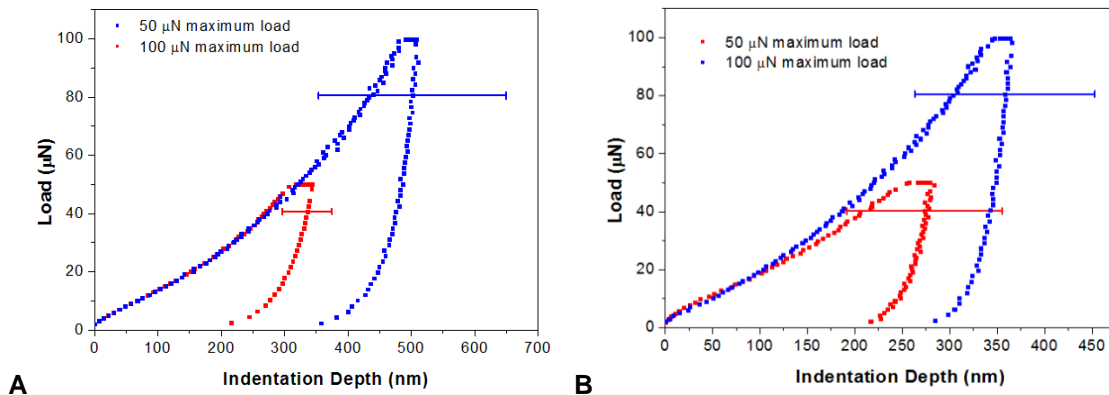 50 μN maximum load
100 μN maximum load
100
80
60
40
20
0
Load (μN)
0 100 200 300 400 500 600 700
Indentation Depth (nm)
A
50 μN maximum load
100 μN maximum load
100
80
60
40
20
0
Load (μN)
0 50 100 150 200 250 300 350 400 450
Indentation Depth (nm)
B